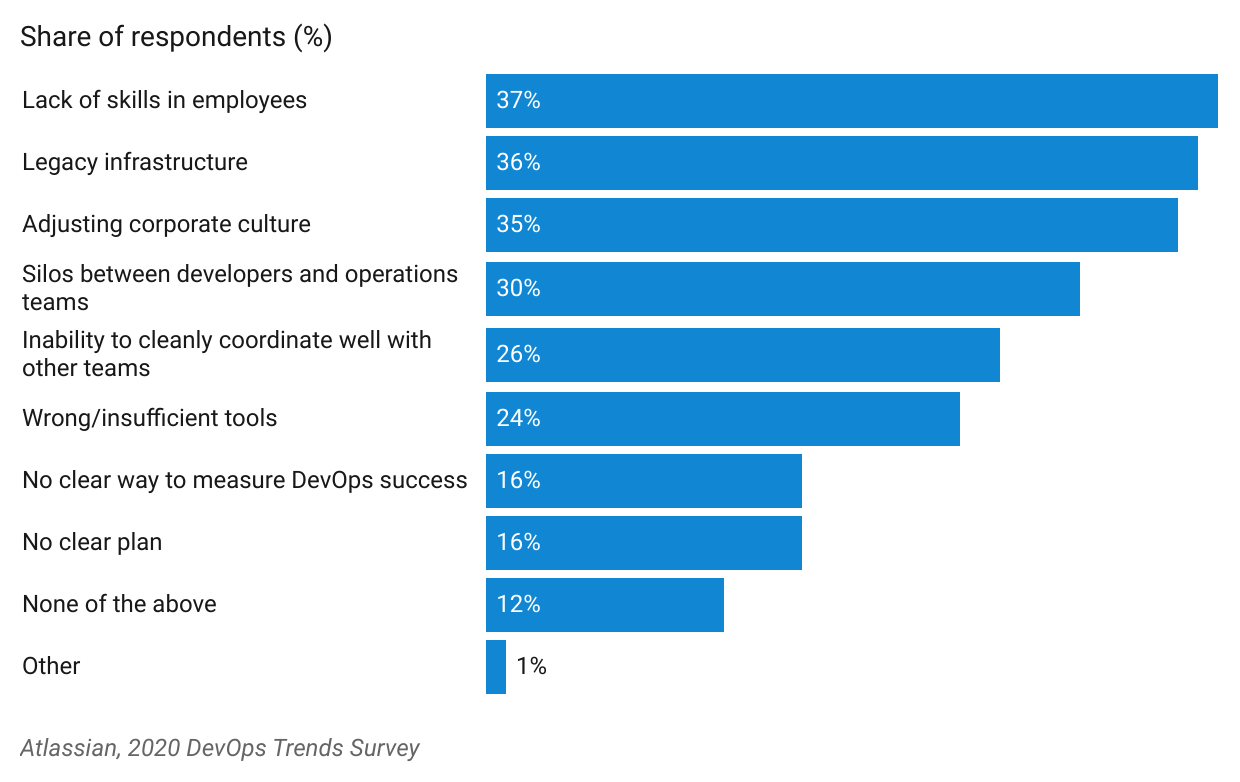 Share of respondents (%)
Lack of skills in employees 37%
Legacy infrastructure 36%
Adjusting corporate culture 35%
Silos between developers and operations
teams 30%
Inability to cleanly coordinate well with
other teams 26%
Wrong/insufficient tools 24%
No clear way to measure DevOps success 16%
No clear plan 16%
None of the above 12%
Other 1%
Atlassian, 2020 DevOps Trends Survey